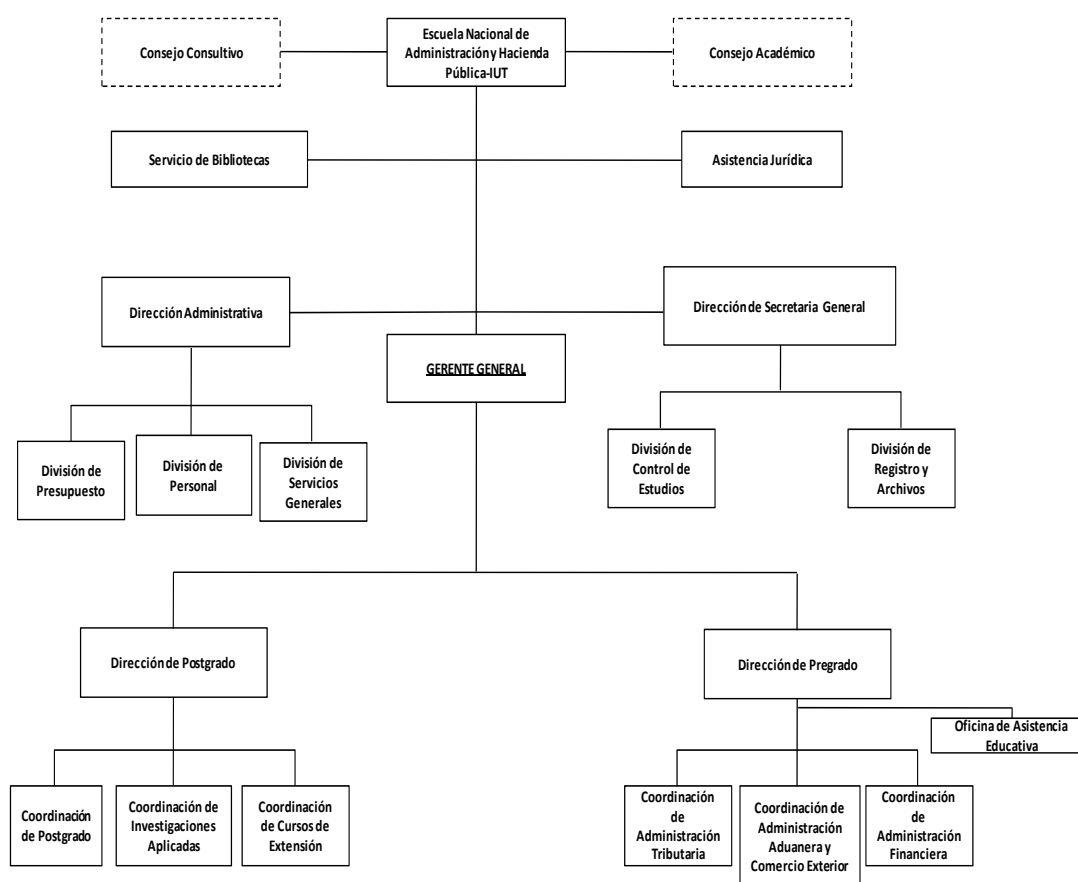 Consejo Consultivo
Escuela Nacional de
Administración y Hacienda
Pública-IUT
Consejo Académico
Servicio de Bibliotecas
Asistencia Jurídica
Dirección Administrativa
Dirección de Secretaria General
GERENTE GENERAL
División de
Presupuesto
División de
Personal
División de
Servicios
Generales
División de
Control de
Estudios
División de
Registro y
Archivos
Dirección de Postgrado
Dirección de Pregrado
Oficina de Asistencia
Educativa
Coordinación
de Postgrado
Coordinación de
Investigaciones
Aplicadas
Coordinación
de Cursos de
Extensión
Coordinación
de
Administración
Tributaria
Coordinación de
Administración
Aduanera y
Comercio Exterior
Coordinación
de
Administración
Financiera